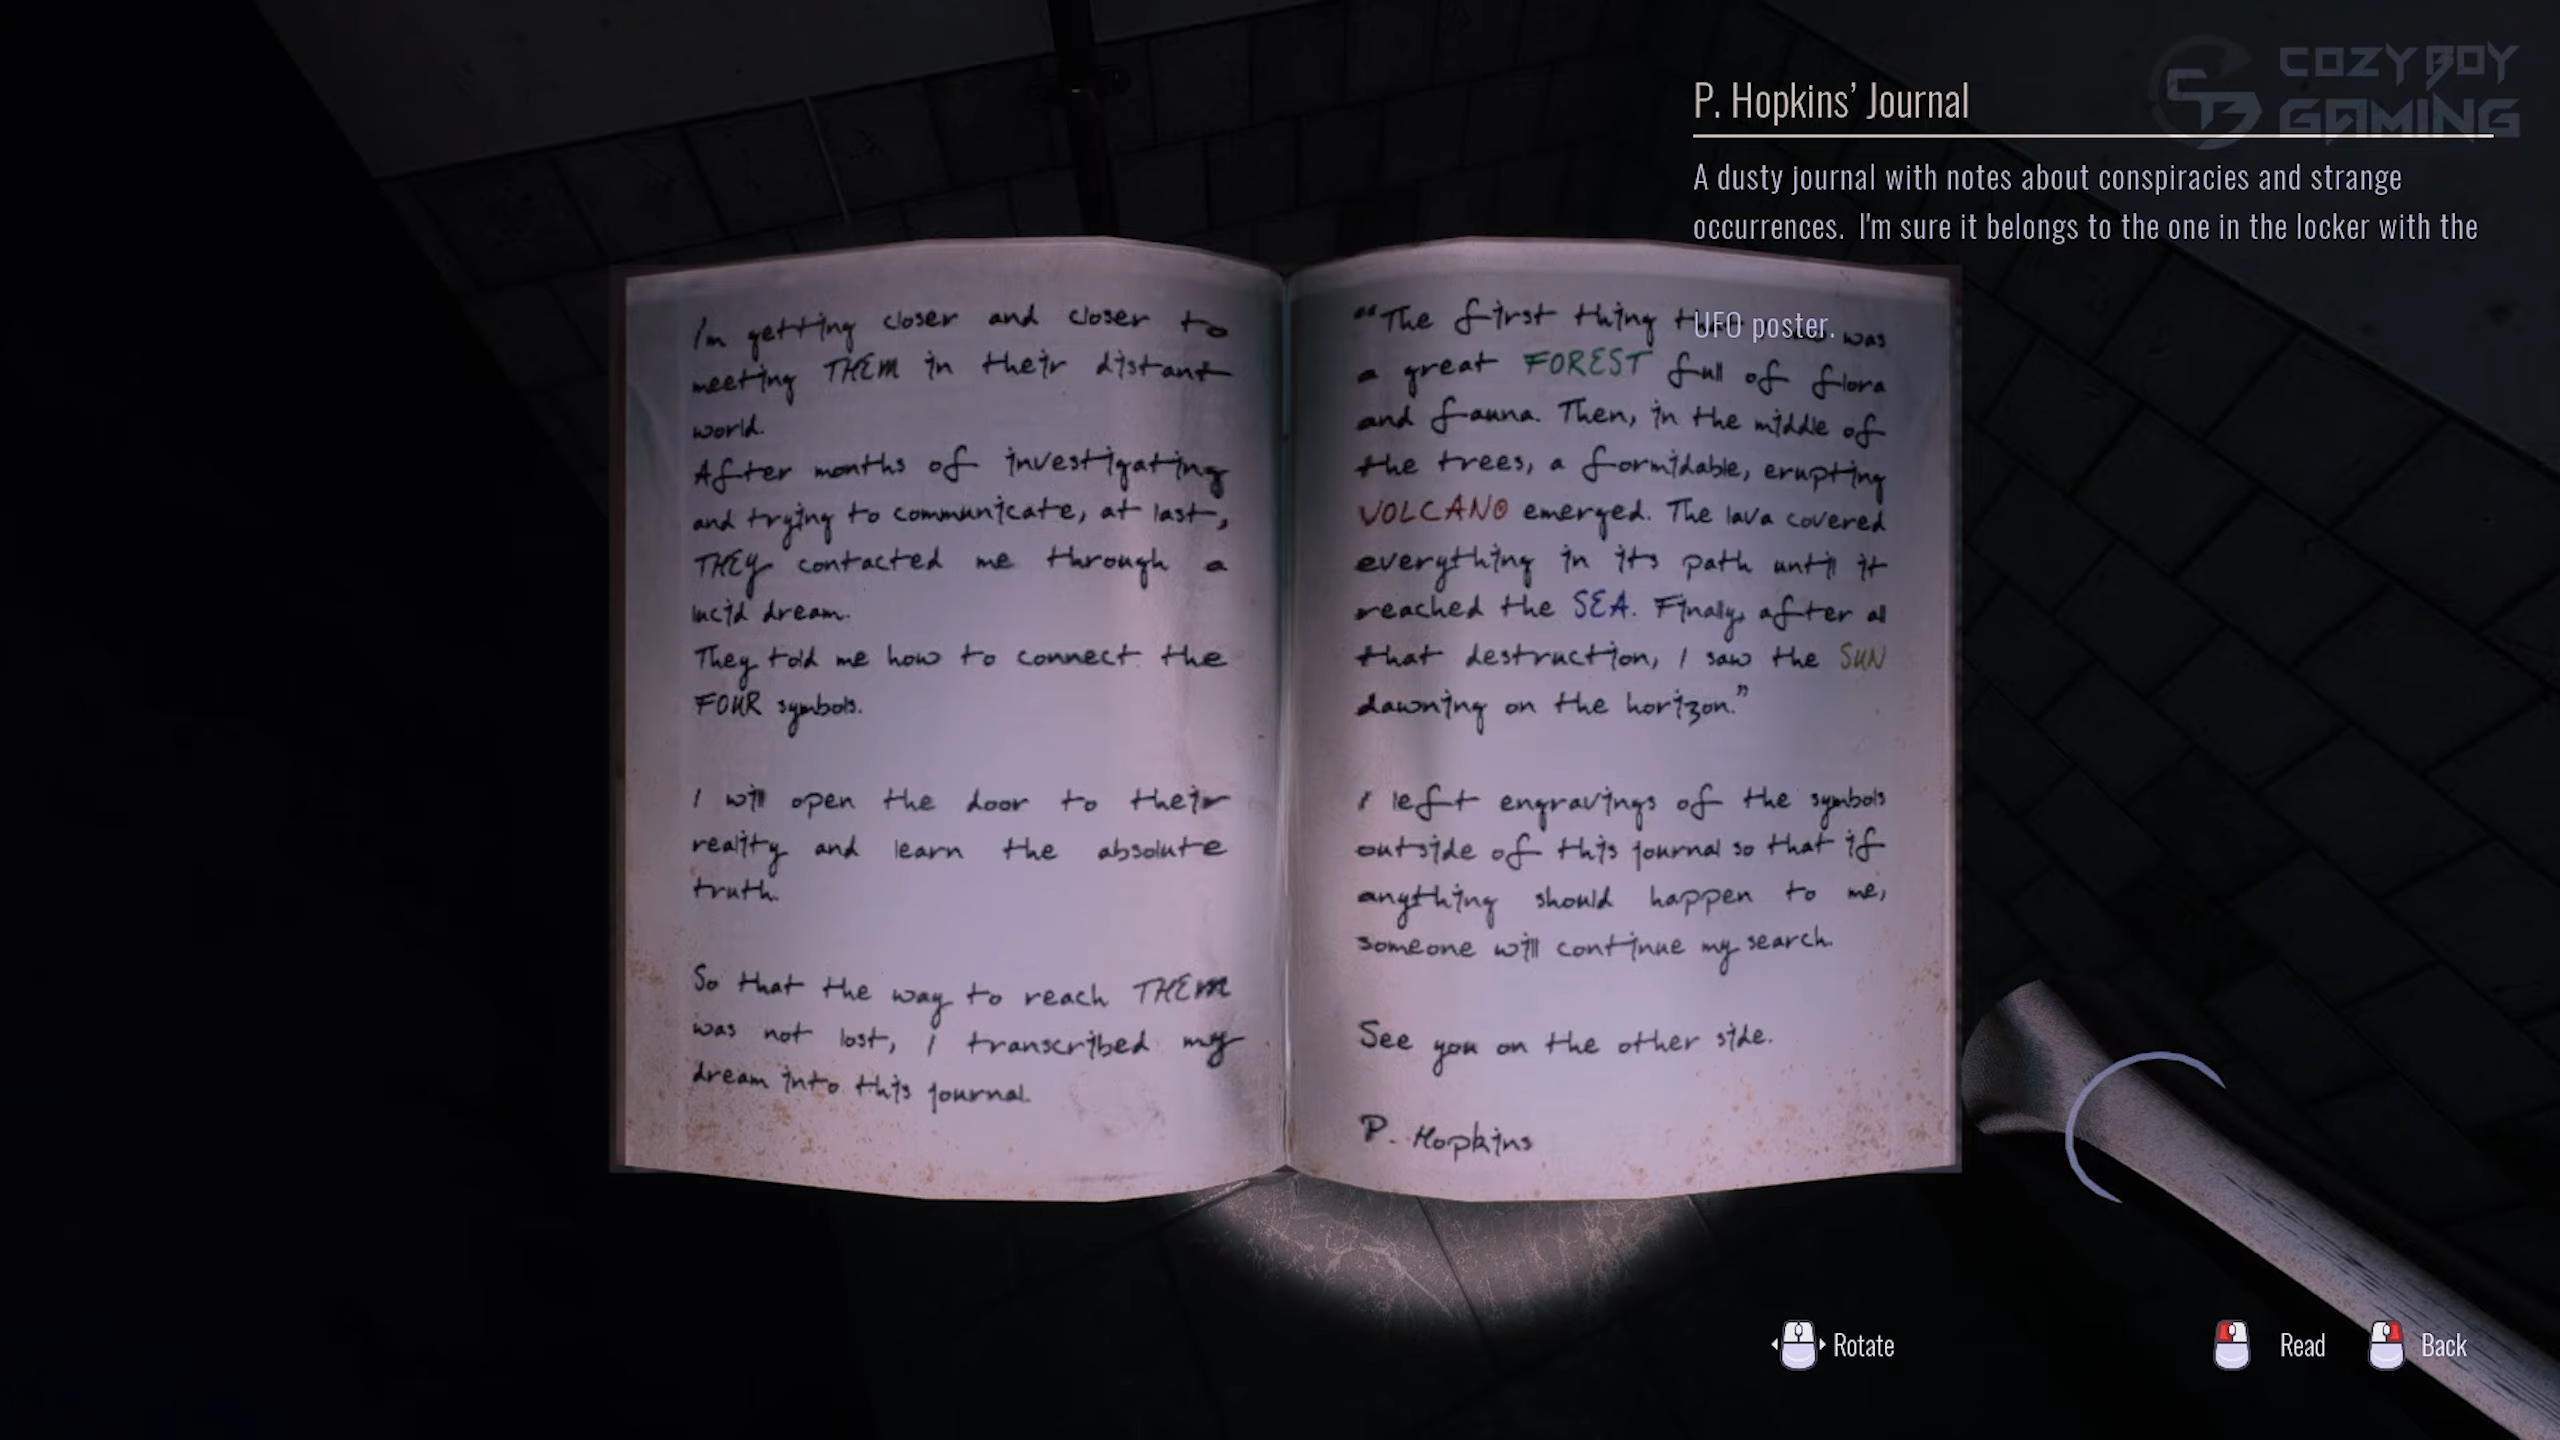 COZY BOY
GAMING
P. Hopkins' Journal
A dusty journal with notes about conspiracies and strange
occurrences. I'm sure it belongs to the one in the locker with the
UFO poster.
I'm getting closer and closer to
meeting THEM in their distant
world.
After months of investigating
and trying to communicate, at last,
THEY contacted me through a
lucid dream.
They told me how to connect the
FOUR symbols.
I will open the door to their
reality and learn the absolute
truth.
So that the way to reach THEM
was not lost, I transcribed my
dream into this journal.
"The first thing was
a great FOREST full of flora
and fauna. Then, in the middle of
the trees, a formidable, erupting
VOLCANO emerged. The lava covered
everything in its path until it
reached the SEA. Finally, after all
that destruction, I saw the SUN
dawning on the horizon."
I left engravings of the symbols
outside of this journal so that if
anything should happen to me,
someone will continue my search.
See you on the other side.
P. Hopkins
Rotate
Read
Back